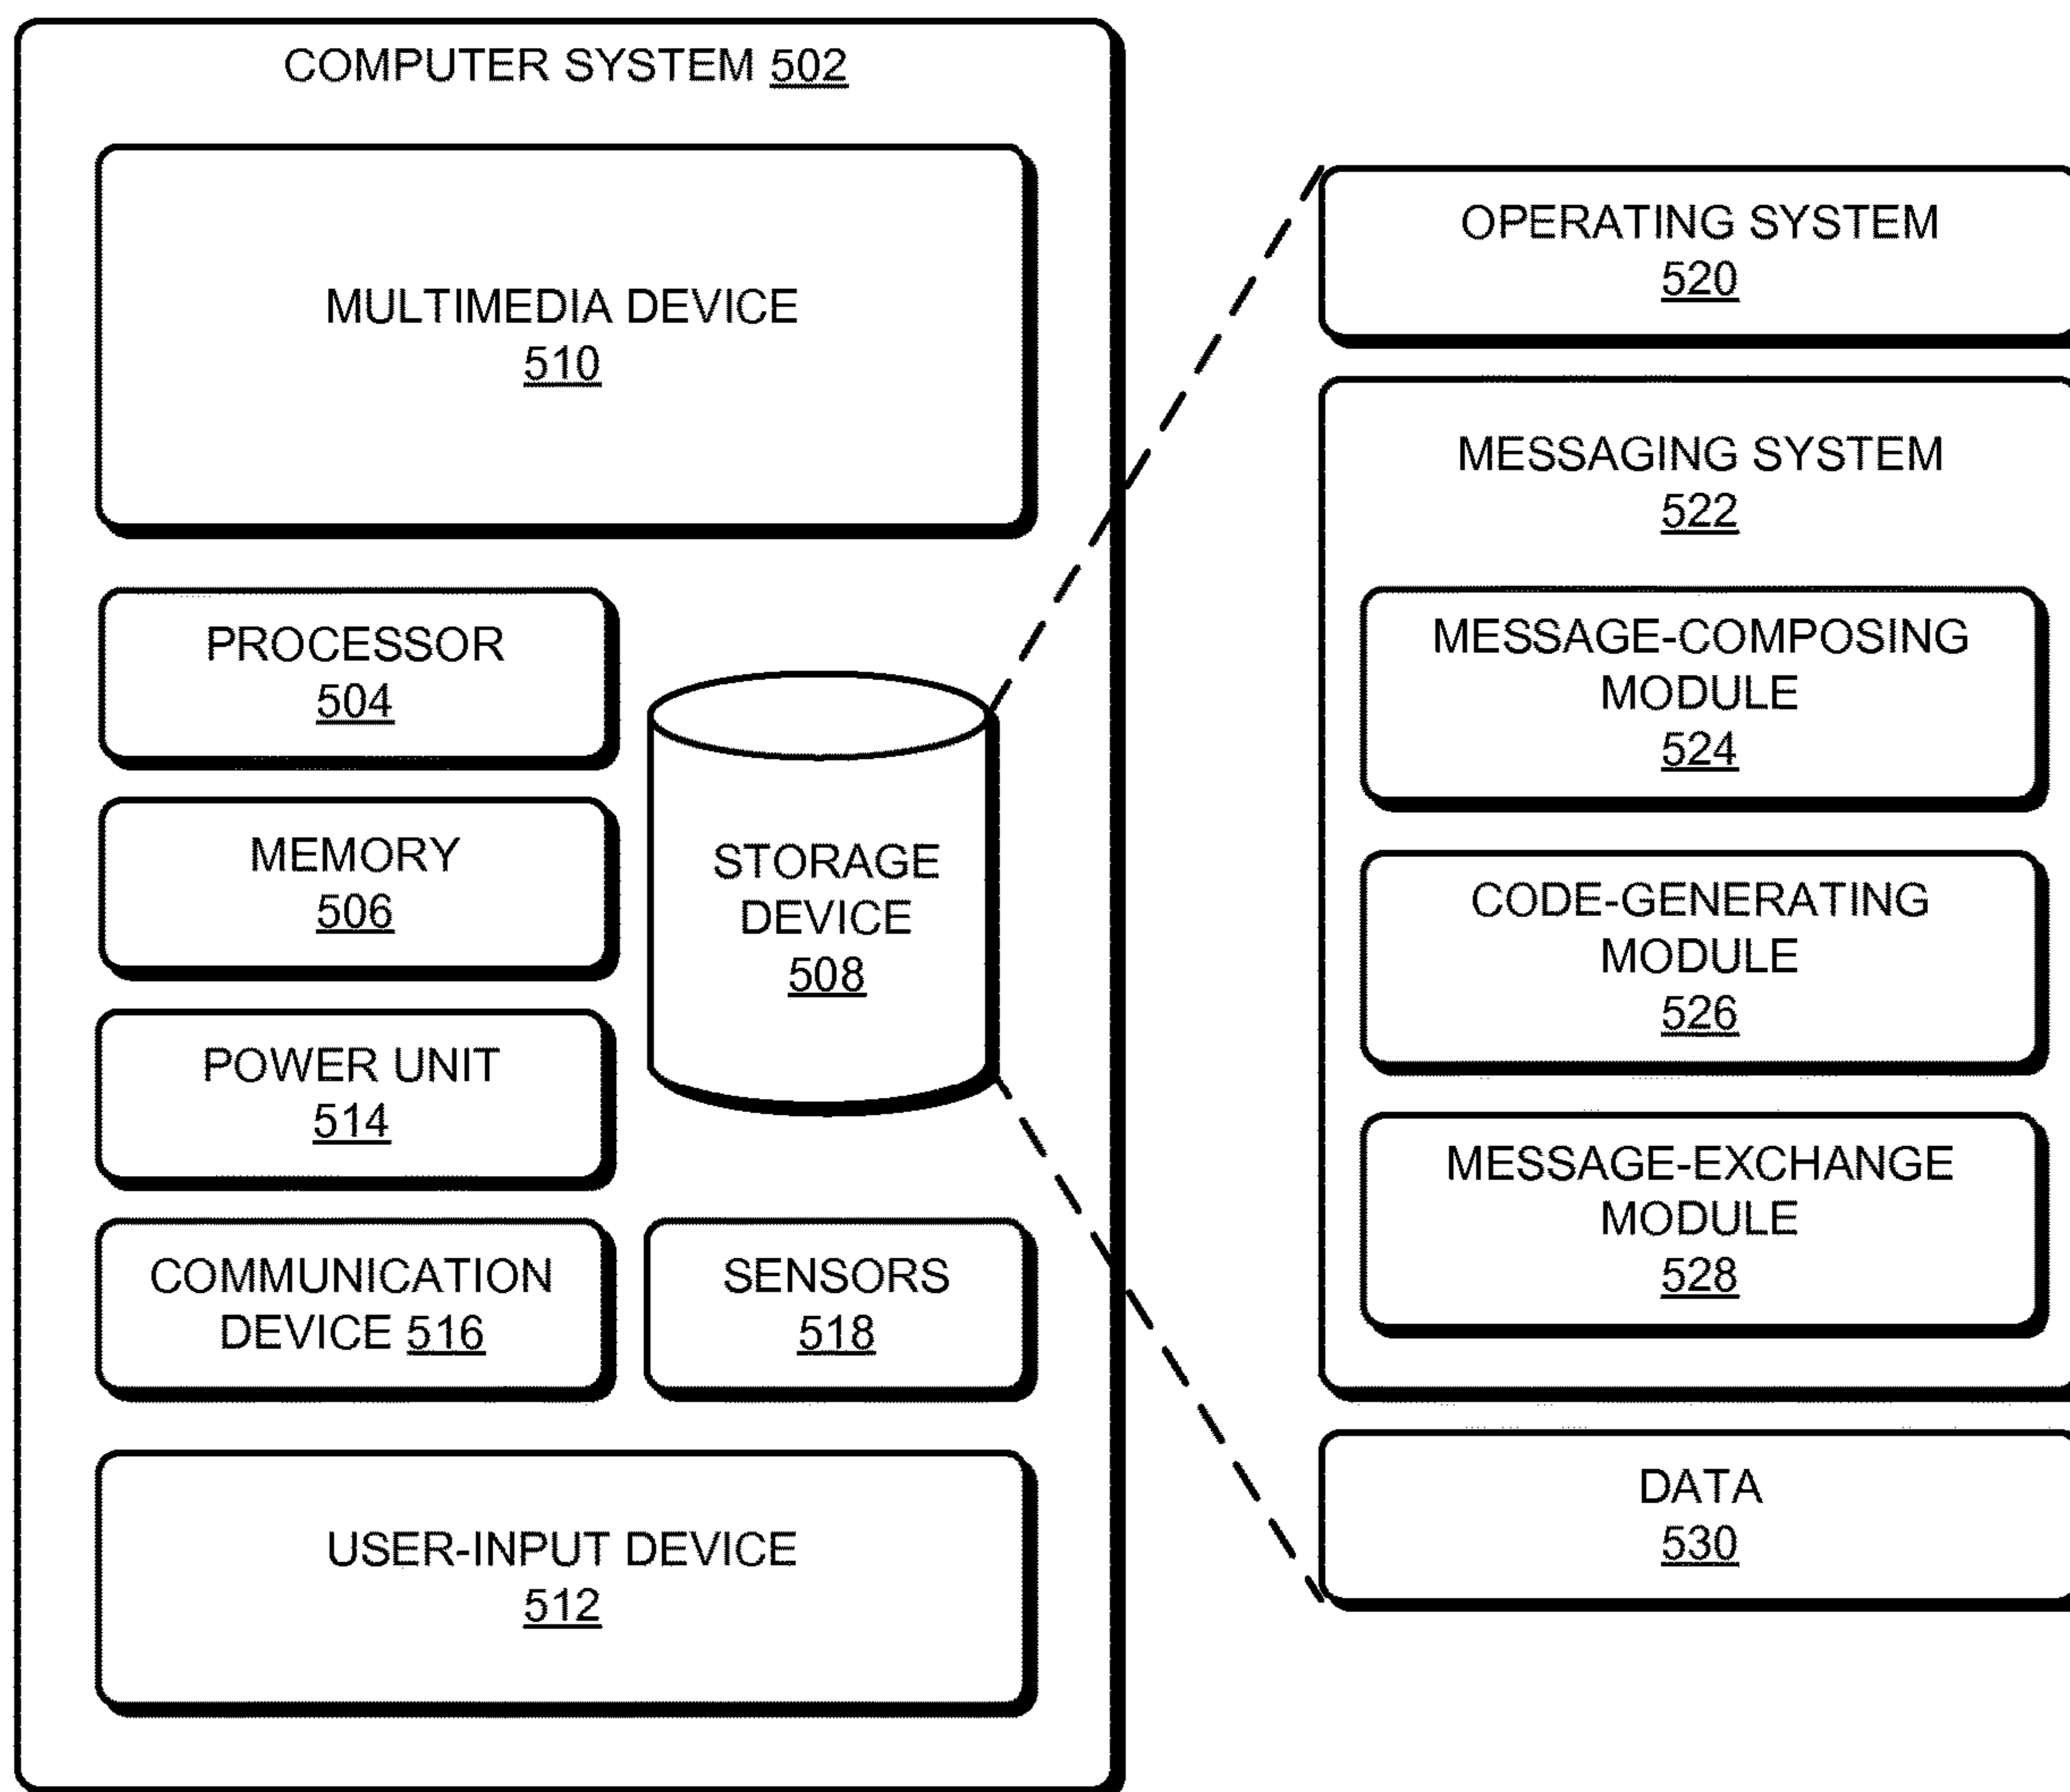 COMPUTER SYSTEM 502
MULTIMEDIA DEVICE
510
PROCESSOR
504
MEMORY
506
POWER UNIT
514
COMMUNICATION
DEVICE 516
STORAGE
DEVICE
508
SENSORS
518
USER-INPUT DEVICE
512
OPERATING SYSTEM
520
MESSAGING SYSTEM
522
MESSAGE-COMPOSING
MODULE
524
CODE-GENERATING
MODULE
526
MESSAGE-EXCHANGE
MODULE
528
DATA
530